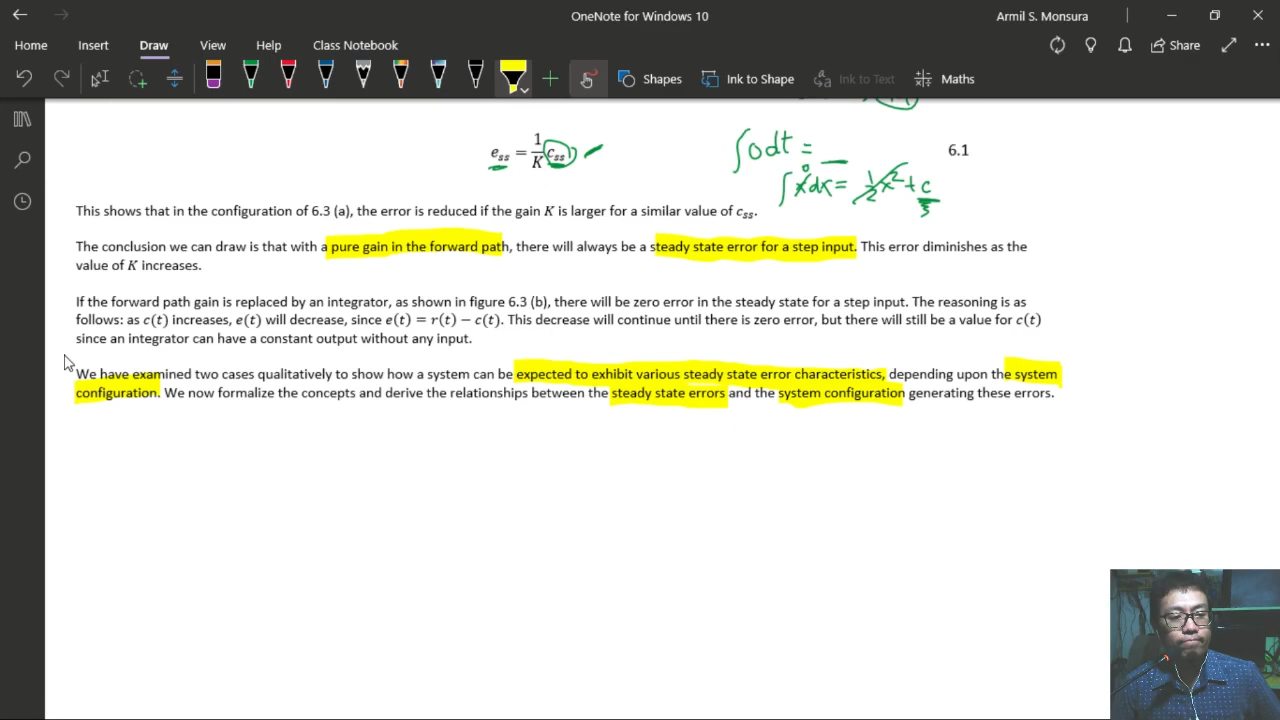 OneNote for Windows 10
Armil S. Monsura
Home Insert Draw View Help Class Notebook Share
Shapes Ink to Shape Ink to Text Maths
e_ss = 1/K c_ss
∫0 dt =
6.1
∫x dx = 1/2 x² + c
This shows that in the configuration of 6.3 (a), the error is reduced if the gain K is larger for a similar value of c_ss.
The conclusion we can draw is that with a pure gain in the forward path, there will always be a steady state error for a step input. This error diminishes as the
value of K increases.
If the forward path gain is replaced by an integrator, as shown in figure 6.3 (b), there will be zero error in the steady state for a step input. The reasoning is as
follows: as c(t) increases, e(t) will decrease, since e(t) = r(t) − c(t). This decrease will continue until there is zero error, but there will still be a value for c(t)
since an integrator can have a constant output without any input.
We have examined two cases qualitatively to show how a system can be expected to exhibit various steady state error characteristics, depending upon the system
configuration. We now formalize the concepts and derive the relationships between the steady state errors and the system configuration generating these errors.